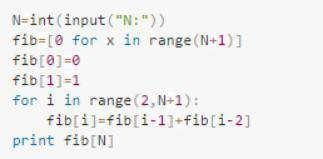 N=int(input("N:"))
fib=[0 for x in range(N+1)]
fib[0]=0
fib[1]=1
for i in range(2,N+1):
    fib[i]=fib[i-1]+fib[i-2]
print fib[N]